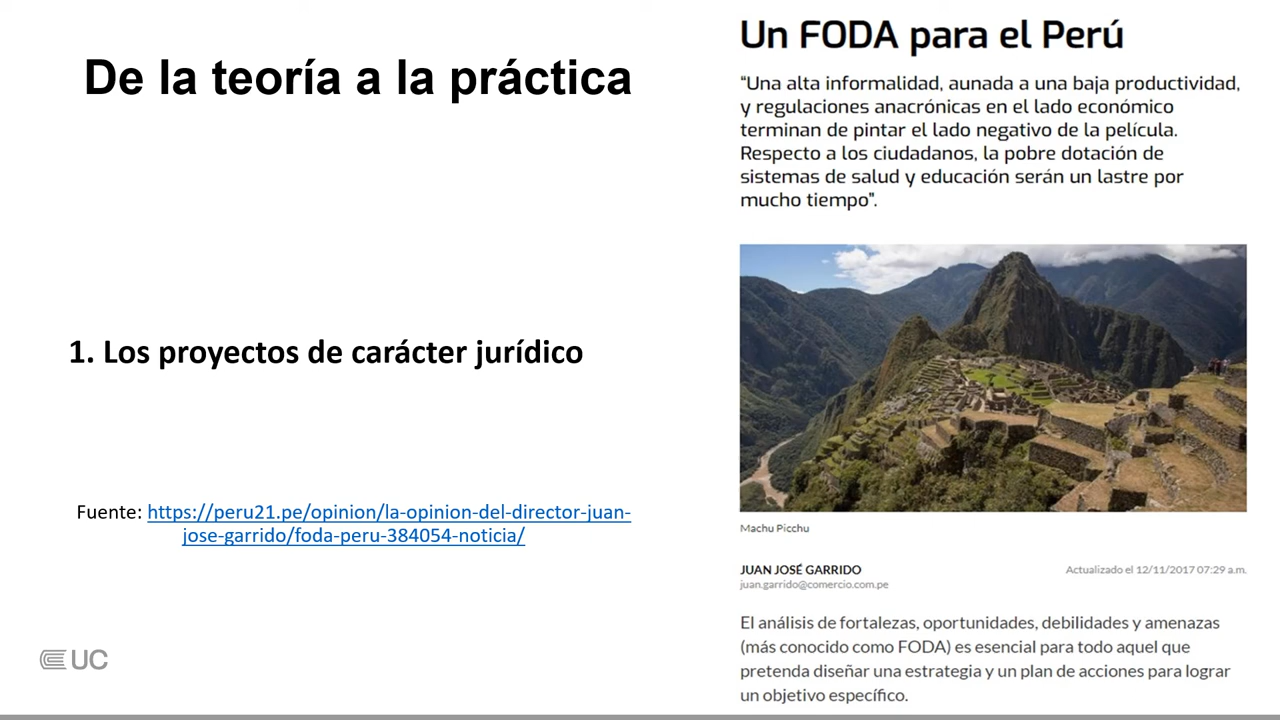 De la teoría a la práctica
1. Los proyectos de carácter jurídico
Fuente: https://peru21.pe/opinion/la-opinion-del-director-juan-
jose-garrido/foda-peru-384054-noticia/
UC
Un FODA para el Perú
“Una alta informalidad, aunada a una baja productividad,
y regulaciones anacrónicas en el lado económico
terminan de pintar el lado negativo de la película.
Respecto a los ciudadanos, la pobre dotación de
sistemas de salud y educación serán un lastre por
mucho tiempo”.
Machu Picchu
JUAN JOSÉ GARRIDO
juan.garrido@comercio.com.pe
Actualizado el 12/11/2017 07:29 a.m.
El análisis de fortalezas, oportunidades, debilidades y amenazas
(más conocido como FODA) es esencial para todo aquel que
pretenda diseñar una estrategia y un plan de acciones para lograr
un objetivo específico.